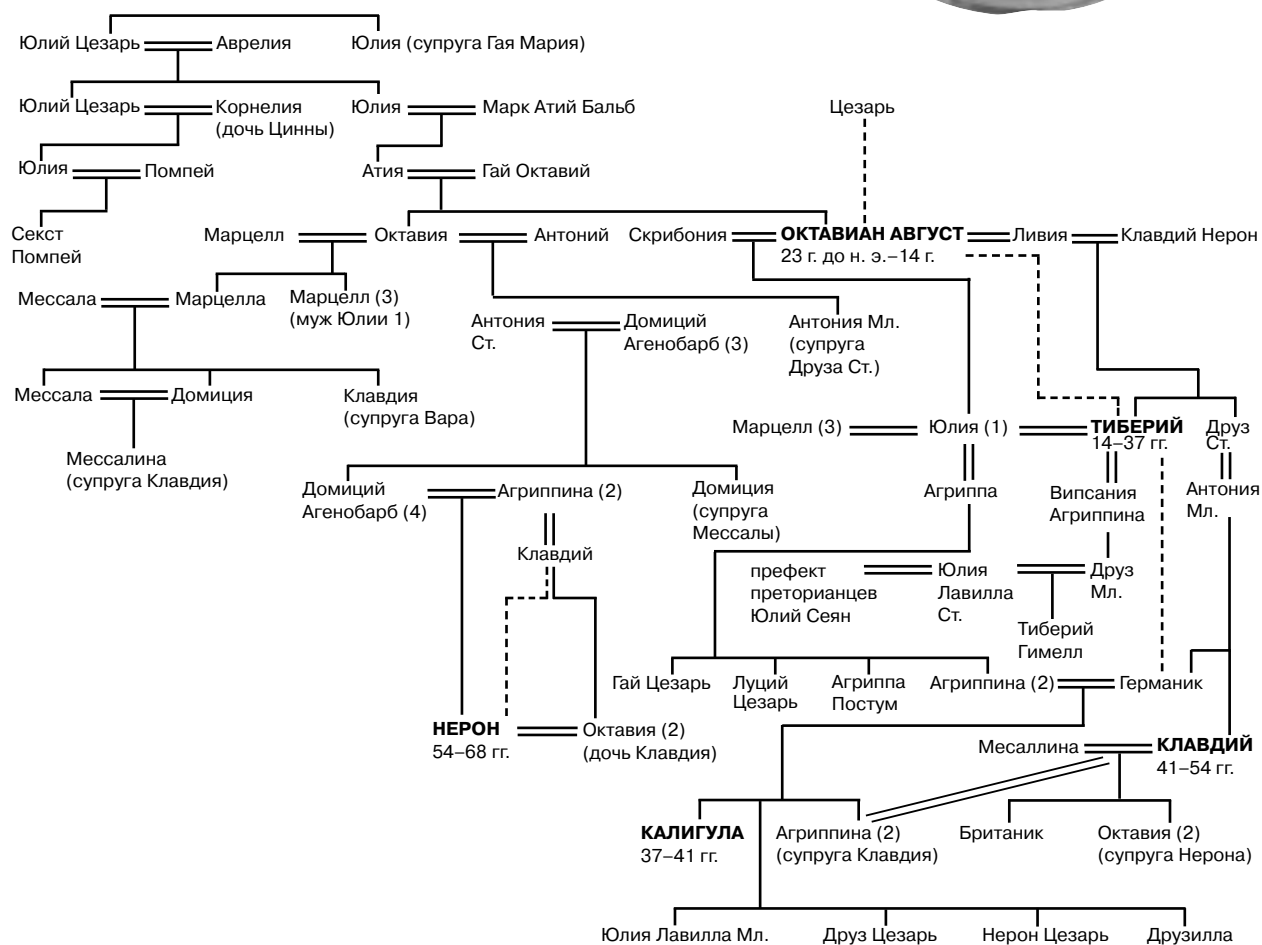 Юлий Цезарь
Аврелия
Юлия (супруга Гая Мария)
Юлий Цезарь
Корнелия
(дочь Цинны)
Юлия
Марк Атий Бальб
Цезарь
Юлия
Помпей
Атия
Гай Октавий
Секст
Помпей
Марцелл
Октавия
Антоний
Скрибония
ОКТАВИАН АВГУСТ
23 г. до н. э.–14 г.
Ливия
Клавдий Нерон
Мессала
Марцелла
Марцелл (3)
(муж Юлии 1)
Антония
Ст.
Домиций
Агенобарб (3)
Антония Мл.
(супруга
Друза Ст.)
Мессала
Домиция
Клавдия
(супруга Вара)
Мессалина
(супруга Клавдия)
Марцелл (3)
Юлия (1)
ТИБЕРИЙ
14–37 гг.
Друз
Ст.
Домиций
Агенобарб (4)
Агриппина (2)
Домиция
(супруга
Мессалы)
Агриппа
Випсания
Агриппина
Антония
Мл.
Клавдий
префект
преторианцев
Юлий Сеян
Юлия
Лавилла
Ст.
Друз
Мл.
Тиберий
Гимелл
Гай Цезарь
Луций
Цезарь
Агриппа
Постум
Агриппина (2)
Германик
НЕРОН
54–68 гг.
Октавия (2)
(дочь Клавдия)
Месаллина
КЛАВДИЙ
41–54 гг.
КАЛИГУЛА
37–41 гг.
Агриппина (2)
(супруга Клавдия)
Британик
Октавия (2)
(супруга Нерона)
Юлия Лавилла Мл.
Друз Цезарь
Нерон Цезарь
Друзилла